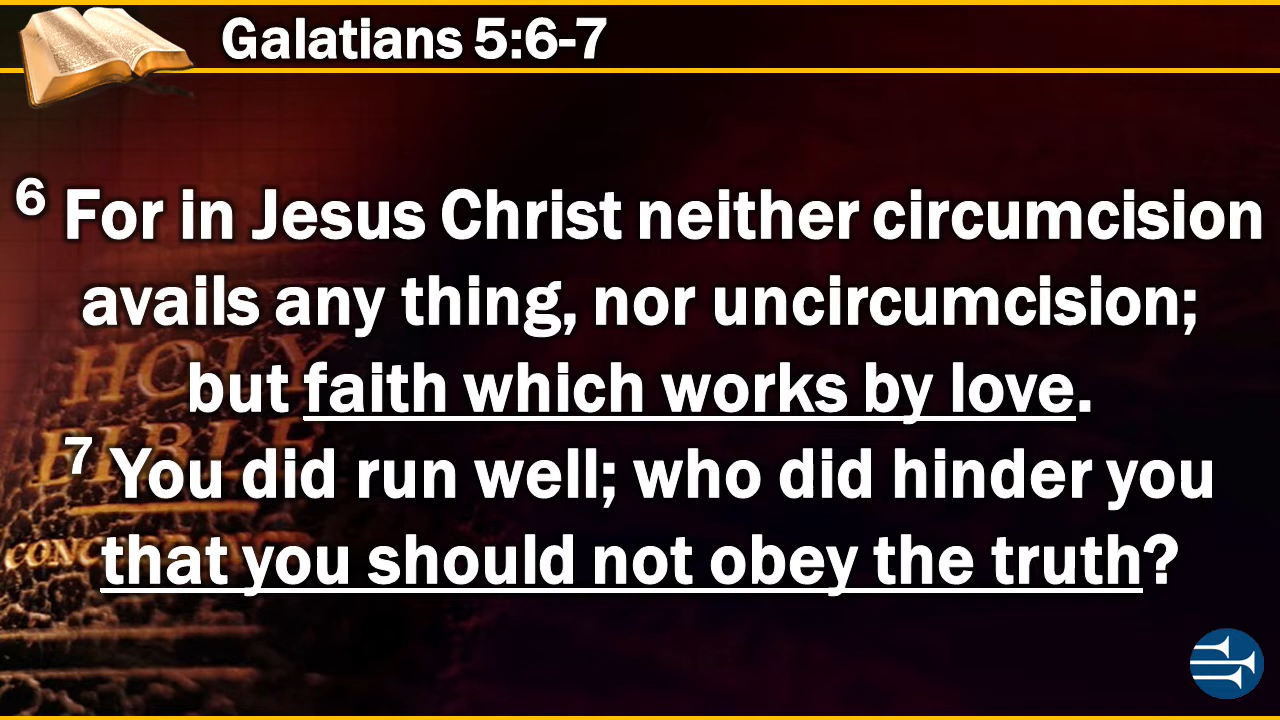 Galatians 5:6-7
6 For in Jesus Christ neither circumcision
avails any thing, nor uncircumcision;
but faith which works by love.
7 You did run well; who did hinder you
that you should not obey the truth?
HOLY
BIBLE